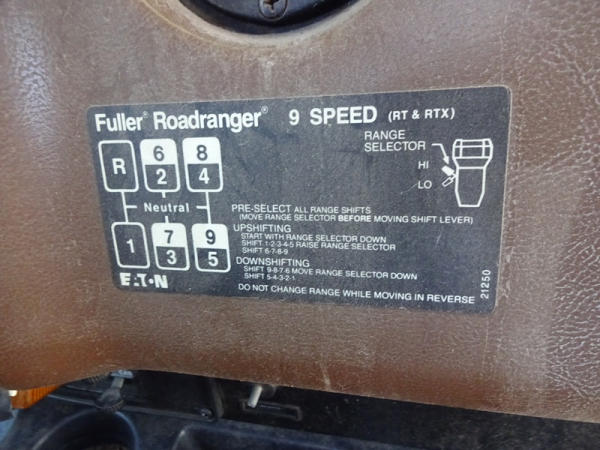 Fuller® Roadranger® 9 SPEED (RT & RTX)
RANGE
SELECTOR
HI
LO
R 6 8
2 4
Neutral
1 7 9
3 5
PRE-SELECT ALL RANGE SHIFTS
(MOVE RANGE SELECTOR BEFORE MOVING SHIFT LEVER)
UPSHIFTING
START WITH RANGE SELECTOR DOWN
SHIFT 1-2-3-4-5 RAISE RANGE SELECTOR
SHIFT 6-7-8-9
DOWNSHIFTING
SHIFT 9-8-7-6 MOVE RANGE SELECTOR DOWN
SHIFT 5-4-3-2-1
DO NOT CHANGE RANGE WHILE MOVING IN REVERSE
EATON
21250